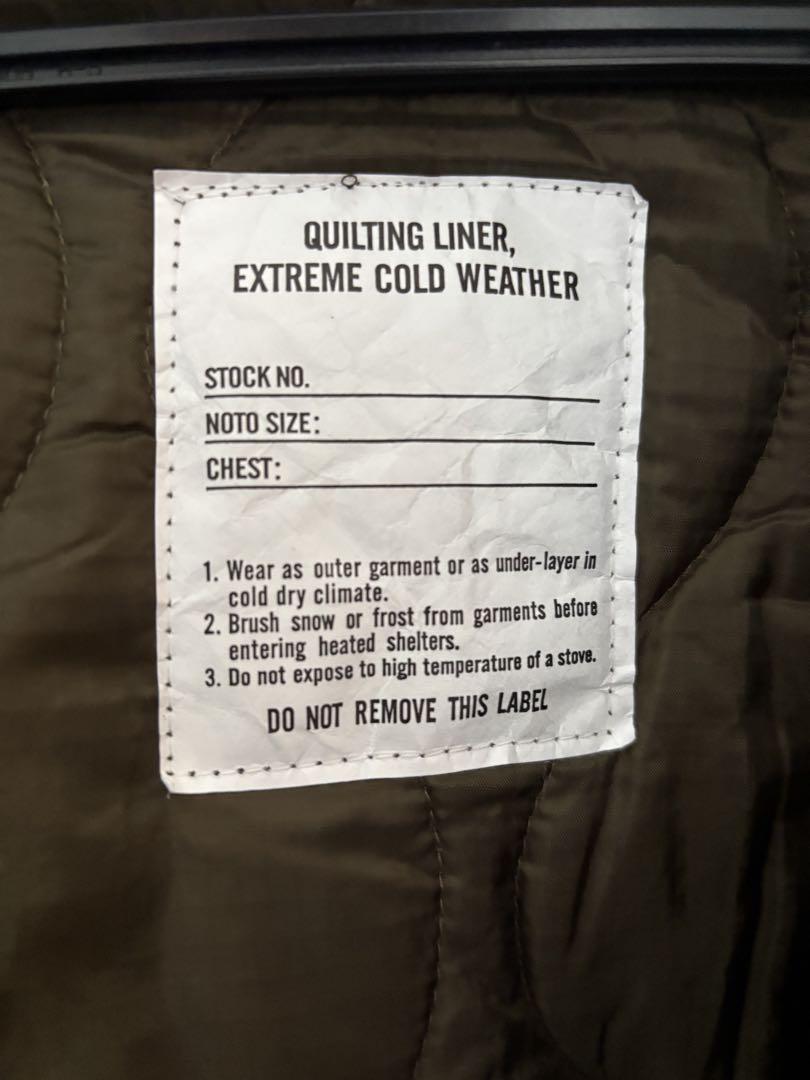 QUILTING LINER,
EXTREME COLD WEATHER
STOCK NO.
NOTO SIZE:
CHEST:
1. Wear as outer garment or as under-layer in
cold dry climate.
2. Brush snow or frost from garments before
entering heated shelters.
3. Do not expose to high temperature of a stove.
DO NOT REMOVE THIS LABEL